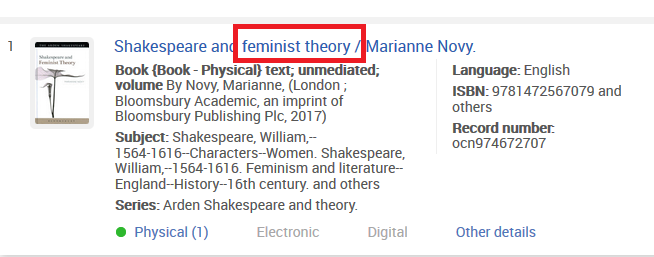 1
Shakespeare and feminist theory / Marianne Novy.
Book {Book - Physical} text; unmediated;
volume By Novy, Marianne, (London ;
Bloomsbury Academic, an imprint of
Bloomsbury Publishing Plc, 2017)
Subject: Shakespeare, William,--
1564-1616--Characters--Women. Shakespeare,
William,--1564-1616. Feminism and literature--
England--History--16th century. and others
Series: Arden Shakespeare and theory.
Language: English
ISBN: 9781472567079 and
others
Record number:
ocn974672707
Physical (1) Electronic Digital Other details
Shakespeare and
Feminist Theory